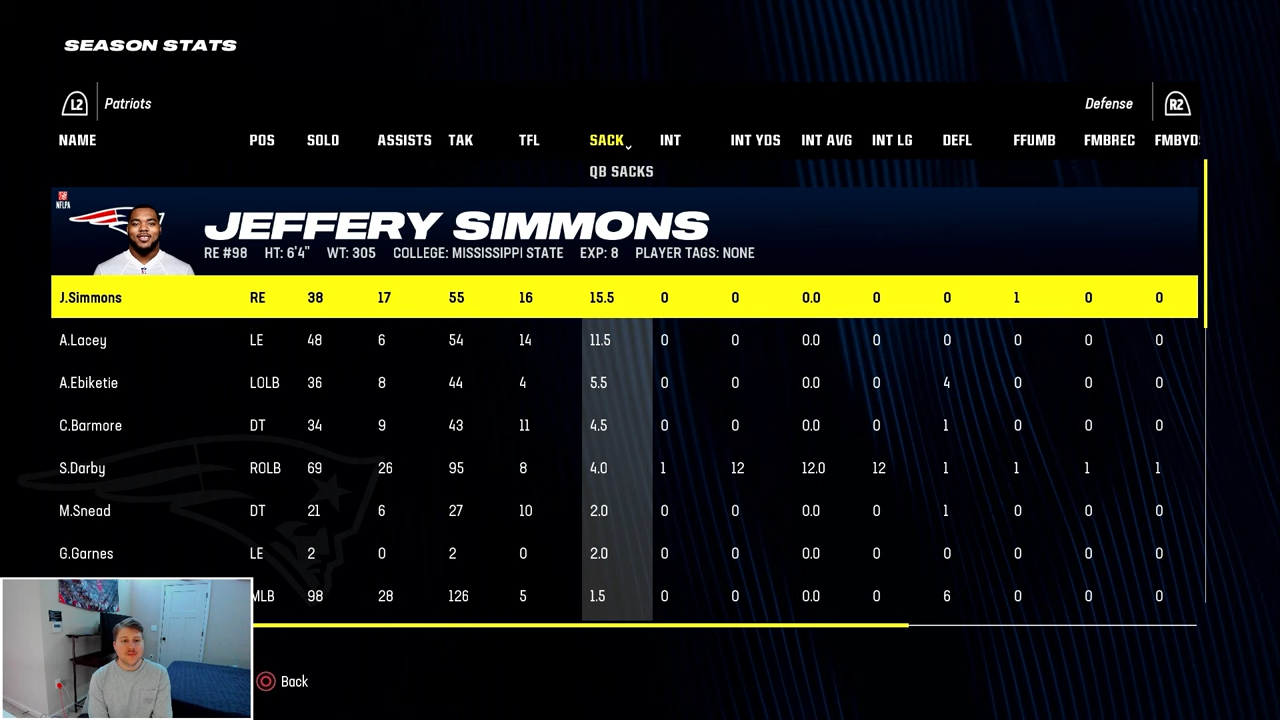 SEASON STATS
L2 Patriots Defense R2
NAME POS SOLO ASSISTS TAK TFL SACK INT INT YDS INT AVG INT LG DEFL FFUMB FMBREC FMBYD
QB SACKS
NFLPA
JEFFERY SIMMONS
RE #98 HT: 6'4" WT: 305 COLLEGE: MISSISSIPPI STATE EXP: 8 PLAYER TAGS: NONE
J.Simmons RE 38 17 55 16 15.5 0 0 0.0 0 0 1 0 0
A.Lacey LE 48 6 54 14 11.5 0 0 0.0 0 0 0 0 0
A.Ebiketie LOLB 36 8 44 4 5.5 0 0 0.0 0 4 0 0 0
C.Barmore DT 34 9 43 11 4.5 0 0 0.0 0 1 0 0 0
S.Darby ROLB 69 26 95 8 4.0 1 12 12.0 12 1 1 1 1
M.Snead DT 21 6 27 10 2.0 0 0 0.0 0 1 0 0 0
G.Garnes LE 2 0 2 0 2.0 0 0 0.0 0 0 0 0 0
MLB 98 28 126 5 1.5 0 0 0.0 0 6 0 0 0
Back